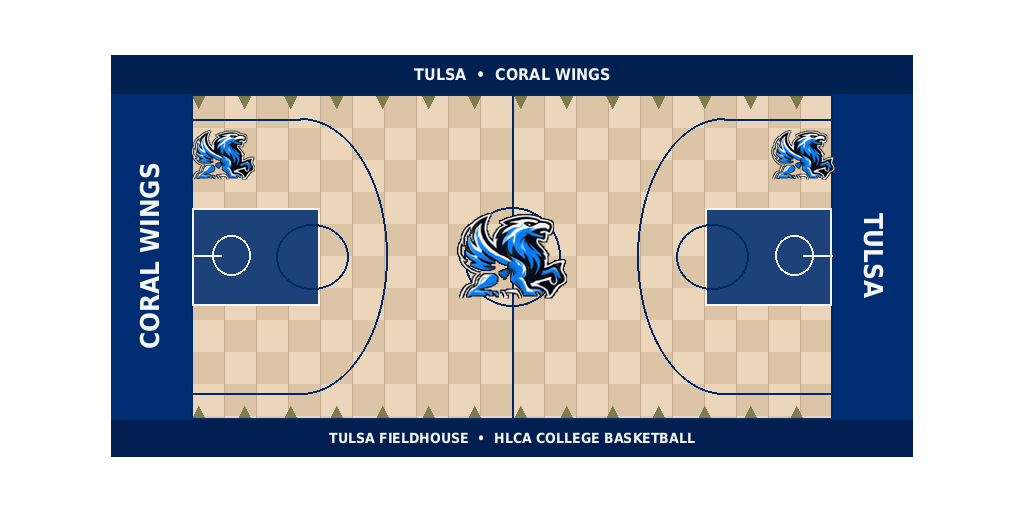 TULSA • CORAL WINGS
CORAL WINGS
TULSA
TULSA FIELDHOUSE • HLCA COLLEGE BASKETBALL